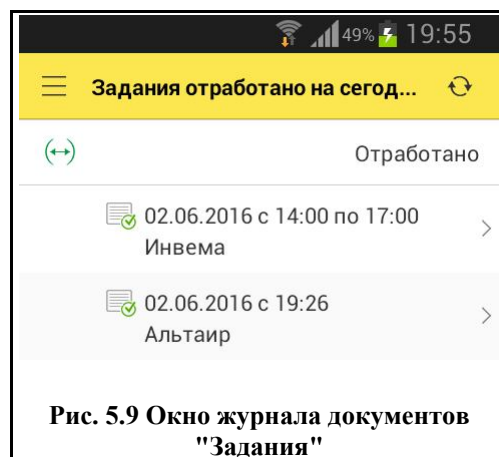 49% 19:55
Задания отработано на сегод...
Отработано
02.06.2016 с 14:00 по 17:00
Инвема
02.06.2016 с 19:26
Альтаир
Рис. 5.9 Окно журнала документов
"Задания"